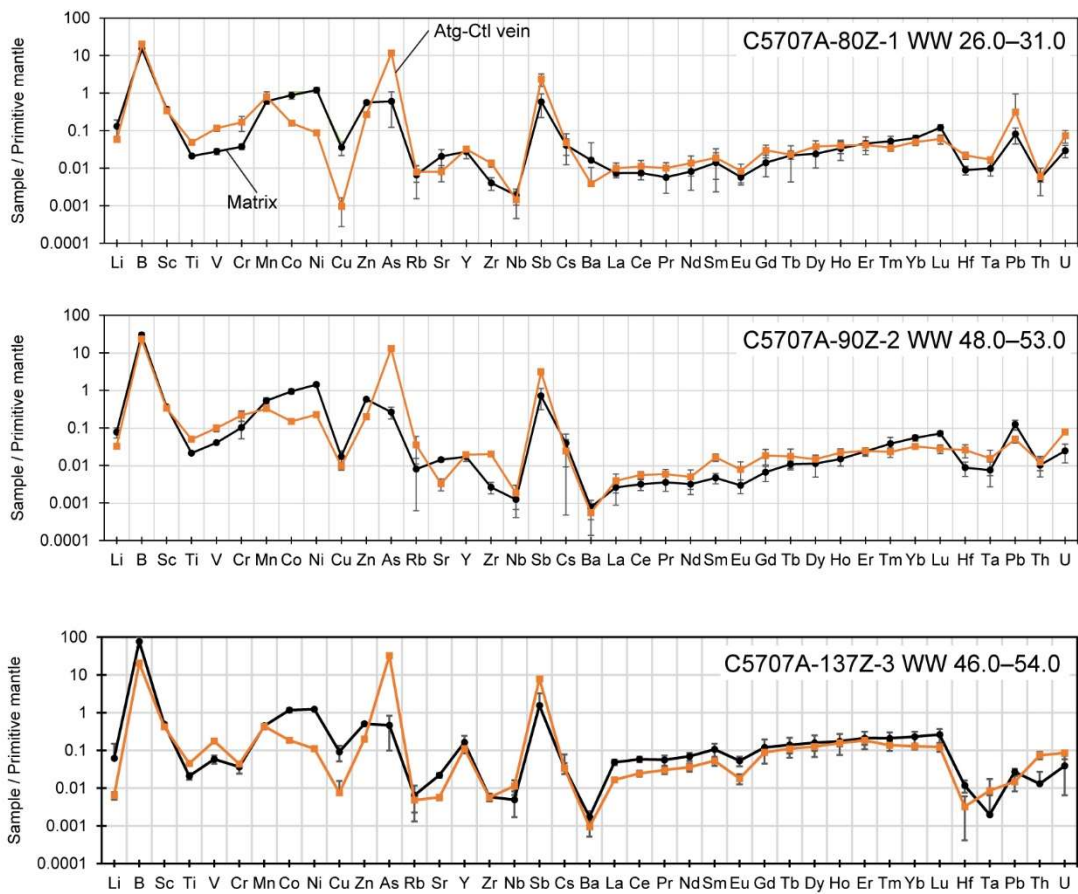 C5707A-80Z-1 WW 26.0–31.0
Atg-Ctl vein
Matrix
Sample / Primitive mantle
100
10
1
0.1
0.01
0.001
0.0001
Li B Sc Ti V Cr Mn Co Ni Cu Zn As Rb Sr Y Zr Nb Sb Cs Ba La Ce Pr Nd Sm Eu Gd Tb Dy Ho Er Tm Yb Lu Hf Ta Pb Th U
C5707A-90Z-2 WW 48.0–53.0
Sample / Primitive mantle
100
10
1
0.1
0.01
0.001
0.0001
Li B Sc Ti V Cr Mn Co Ni Cu Zn As Rb Sr Y Zr Nb Sb Cs Ba La Ce Pr Nd Sm Eu Gd Tb Dy Ho Er Tm Yb Lu Hf Ta Pb Th U
C5707A-137Z-3 WW 46.0–54.0
Sample / Primitive mantle
100
10
1
0.1
0.01
0.001
0.0001
Li B Sc Ti V Cr Mn Co Ni Cu Zn As Rb Sr Y Zr Nb Sb Cs Ba La Ce Pr Nd Sm Eu Gd Tb Dy Ho Er Tm Yb Lu Hf Ta Pb Th U